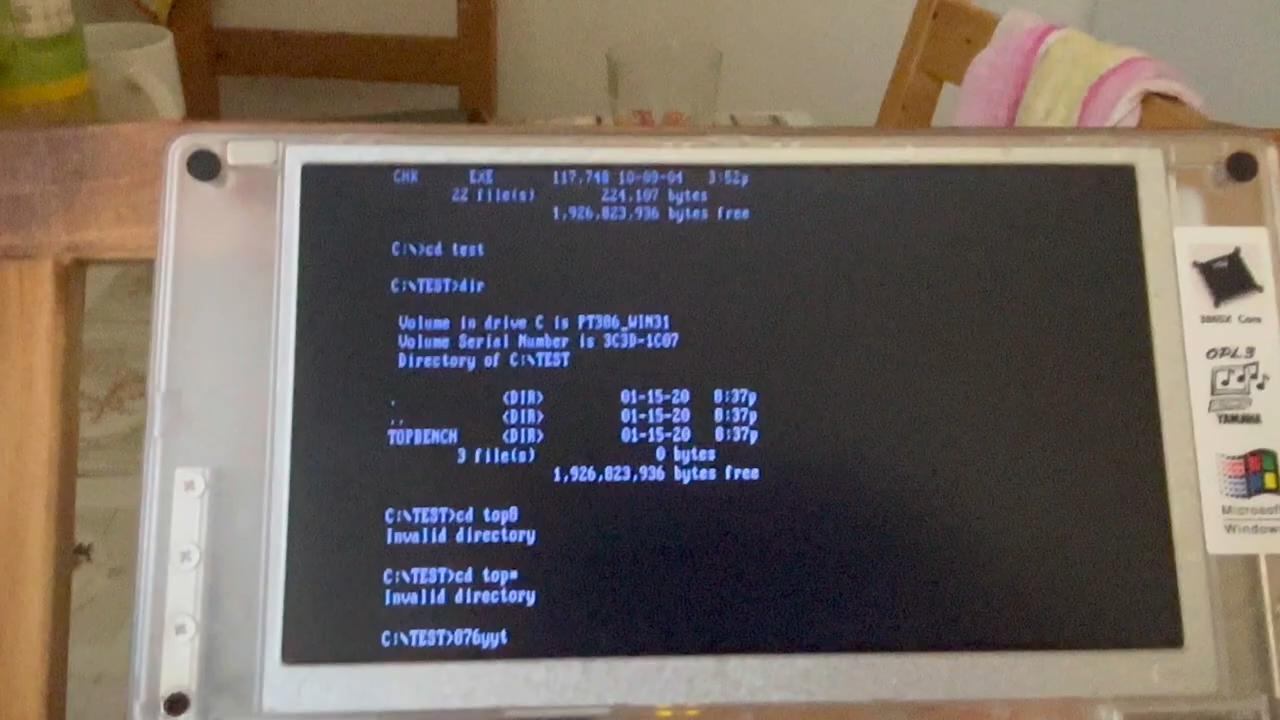 CHK EXE 117,748 10-09-04 3:52p
22 file(s) 224,107 bytes
1,926,823,936 bytes free
C:\>cd test
C:\TEST>dir
Volume in drive C is PT386_WIN31
Volume Serial Number is 3C3D-1C07
Directory of C:\TEST
. <DIR> 01-15-20 8:37p
.. <DIR> 01-15-20 8:37p
TOPBENCH <DIR> 01-15-20 8:37p
3 file(s) 0 bytes
1,926,823,936 bytes free
C:\TEST>cd top8
Invalid directory
C:\TEST>cd top*
Invalid directory
C:\TEST>876yyt
386SX Core
OPL3
YAMAHA
Microsoft
Windows